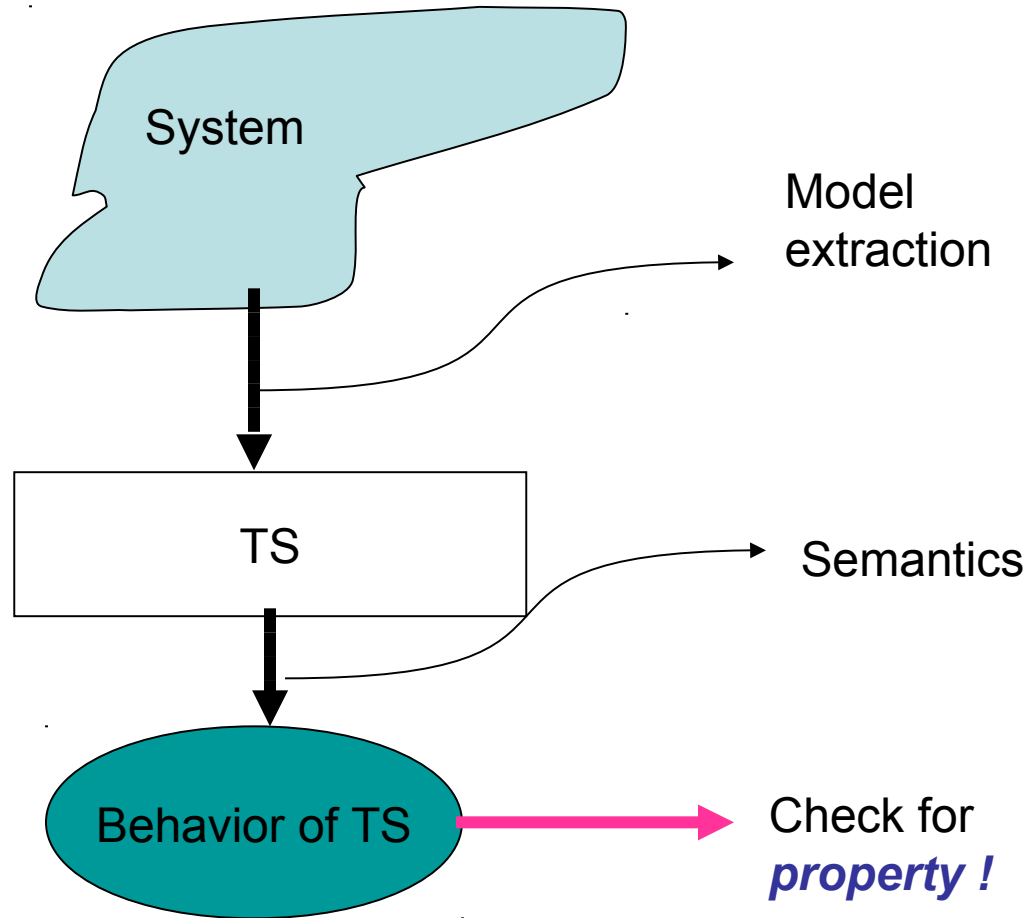 System
Model
extraction
TS
Semantics
Behavior of TS
Check for
property !